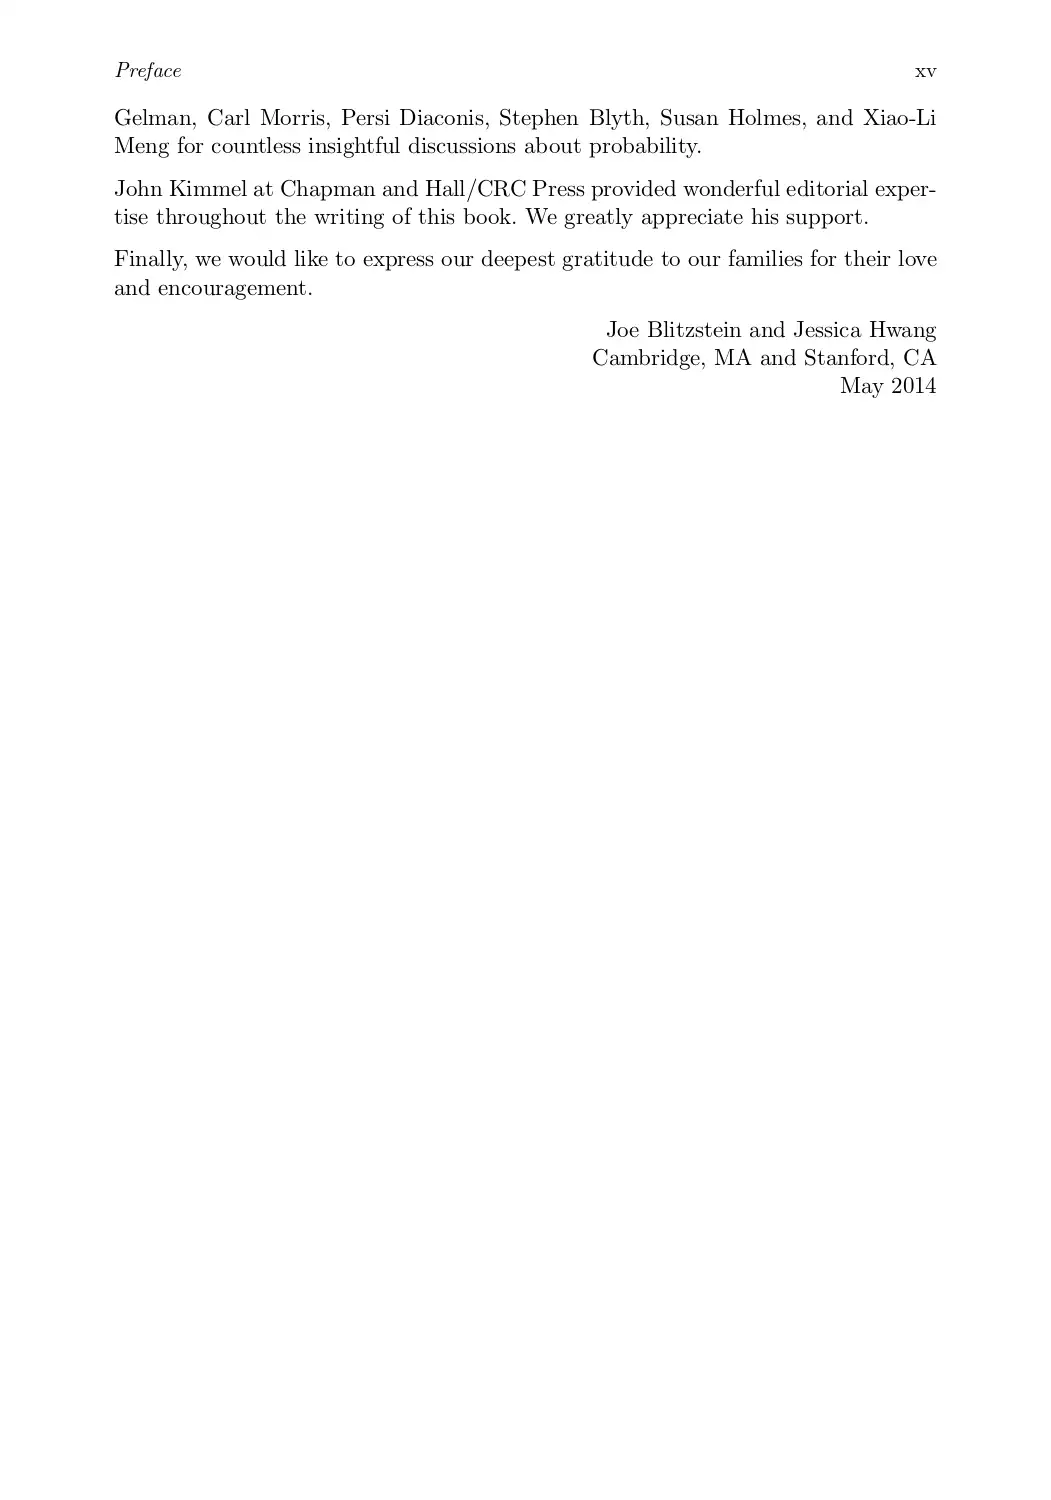 Preface xv
Gelman, Carl Morris, Persi Diaconis, Stephen Blyth, Susan Holmes, and Xiao-Li
Meng for countless insightful discussions about probability.
John Kimmel at Chapman and Hall/CRC Press provided wonderful editorial exper-
tise throughout the writing of this book. We greatly appreciate his support.
Finally, we would like to express our deepest gratitude to our families for their love
and encouragement.
Joe Blitzstein and Jessica Hwang
Cambridge, MA and Stanford, CA
May 2014